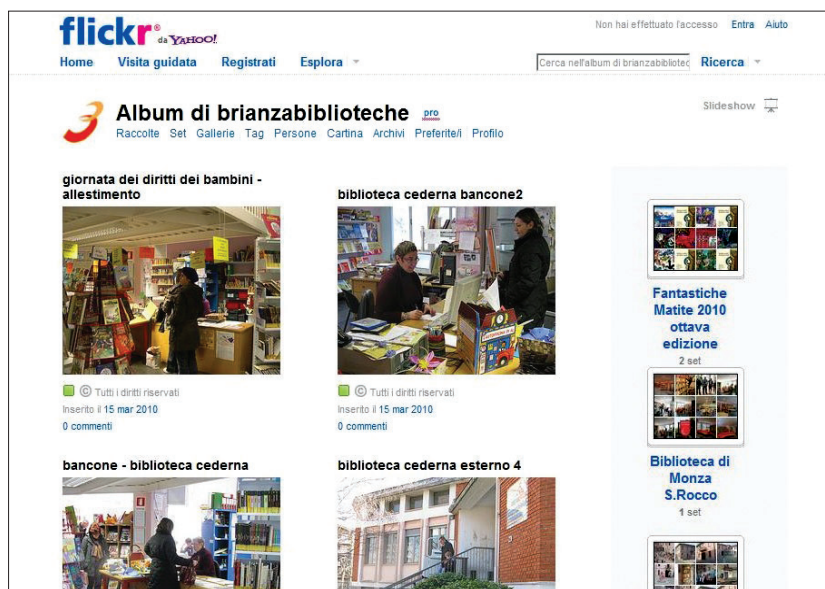 flickr® da YAHOO!
Non hai effettuato l'accesso Entra Aiuto
Home Visita guidata Registrati Esplora
Cerca nell'album di brianzabibliotec Ricerca
Album di brianzabiblioteche pro
Raccolte Set Gallerie Tag Persone Cartina Archivi Preferite/i Profilo
Slideshow
giornata dei diritti dei bambini -
allestimento
© Tutti i diritti riservati
Inserito il 15 mar 2010
0 commenti
biblioteca cederna bancone2
© Tutti i diritti riservati
Inserito il 15 mar 2010
0 commenti
bancone - biblioteca cederna
biblioteca cederna esterno 4
Fantastiche
Matite 2010
ottava
edizione
2 set
Biblioteca di
Monza
S.Rocco
1 set